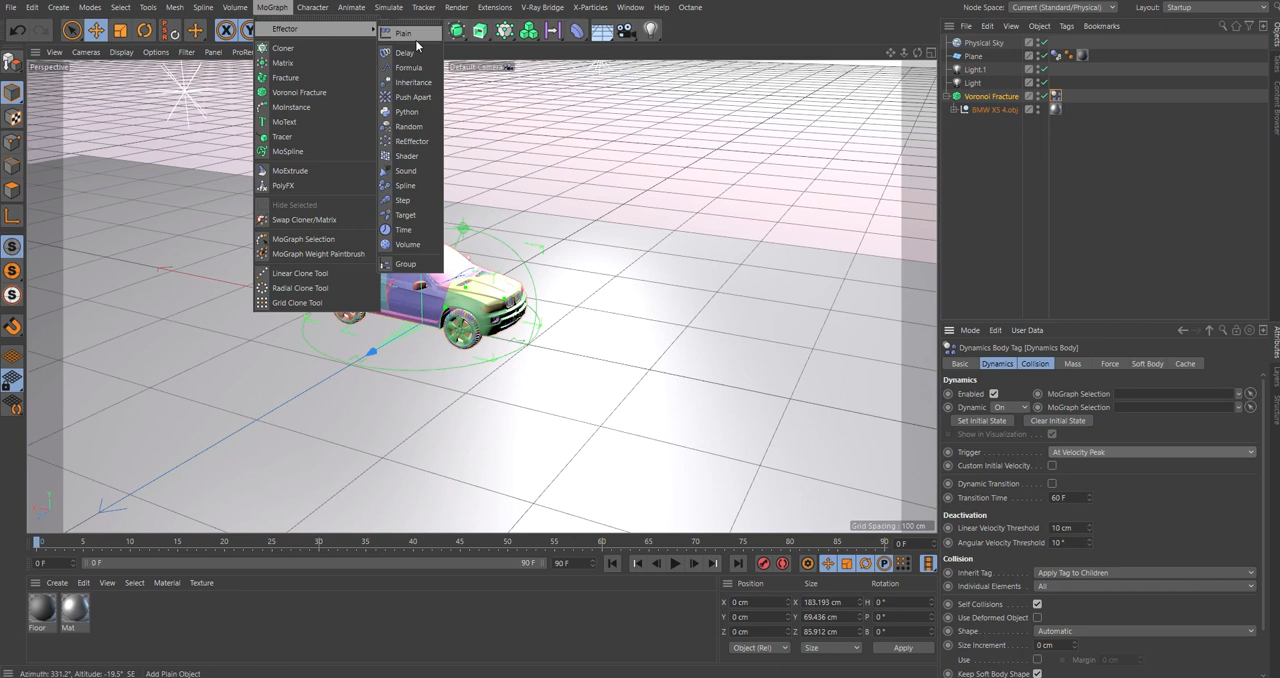 File Edit Create Modes Select Tools Mesh Spline Volume MoGraph Character Animate Simulate Tracker Render Extensions V-Ray Bridge X-Particles Window Help Octane
Node Space: Current (Standard/Physical) Layout: Startup
View Cameras Display Options Filter Panel
Perspective
Default Camera
Effector
Cloner
Matrix
Fracture
Voronoi Fracture
MoInstance
MoText
Tracer
MoSpline
MoExtrude
PolyFX
Hide Selected
Swap Cloner/Matrix
MoGraph Selection
MoGraph Weight Paintbrush
Linear Clone Tool
Radial Clone Tool
Grid Clone Tool
Plain
Delay
Formula
Inheritance
Push Apart
Python
Random
ReEffector
Shader
Sound
Spline
Step
Target
Time
Volume
Group
File Edit View Object Tags Bookmarks
Physical Sky
Plane
Light.1
Light
Voronoi Fracture
BMW X5 4.obj
Objects
Mode Edit User Data
Attributes
Layers
Structure
Dynamics Body Tag [Dynamics Body]
Basic Dynamics Collision Mass Force Soft Body Cache
Dynamics
Enabled MoGraph Selection
Dynamic On MoGraph Selection
Set Initial State Clear Initial State
Show in Visualization
Trigger At Velocity Peak
Custom Initial Velocity
Dynamic Transition
Transition Time 60 F
Deactivation
Linear Velocity Threshold 10 cm
Angular Velocity Threshold 10 °
Collision
Inherit Tag Apply Tag to Children
Individual Elements All
Self Collisions
Use Deformed Object
Shape Automatic
Size Increment 0 cm
Use Margin 0 cm
Keep Soft Body Shape
Grid Spacing : 100 cm
0 5 10 15 20 25 30 35 40 45 50 55 60 65 70 75 80 85 90 0 F
0 F 0 F 90 F 90 F
Create Edit View Select Material Texture
Floor Mat
Position Size Rotation
X 0 cm X 183.193 cm H 0 °
Y 0 cm Y 69.436 cm P 0 °
Z 0 cm Z 85.912 cm B 0 °
Object (Rel) Size Apply
Azimuth: 331.2°, Altitude: -19.5° SE Add Plain Object